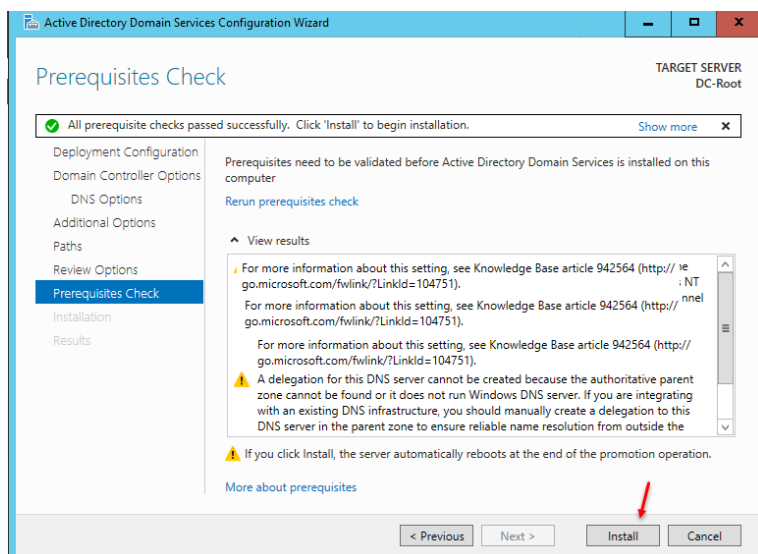 Active Directory Domain Services Configuration Wizard
Prerequisites Check
TARGET SERVER
DC-Root
All prerequisite checks passed successfully. Click 'Install' to begin installation.
Show more
Deployment Configuration
Domain Controller Options
DNS Options
Additional Options
Paths
Review Options
Prerequisites Check
Installation
Results
Prerequisites need to be validated before Active Directory Domain Services is installed on this
computer
Rerun prerequisites check
View results
For more information about this setting, see Knowledge Base article 942564 (http://
go.microsoft.com/fwlink/?LinkId=104751). NT
For more information about this setting, see Knowledge Base article 942564 (http://
go.microsoft.com/fwlink/?LinkId=104751).
For more information about this setting, see Knowledge Base article 942564 (http://
go.microsoft.com/fwlink/?LinkId=104751).
A delegation for this DNS server cannot be created because the authoritative parent
zone cannot be found or it does not run Windows DNS server. If you are integrating
with an existing DNS infrastructure, you should manually create a delegation to this
DNS server in the parent zone to ensure reliable name resolution from outside the
If you click Install, the server automatically reboots at the end of the promotion operation.
More about prerequisites
< Previous
Next >
Install
Cancel